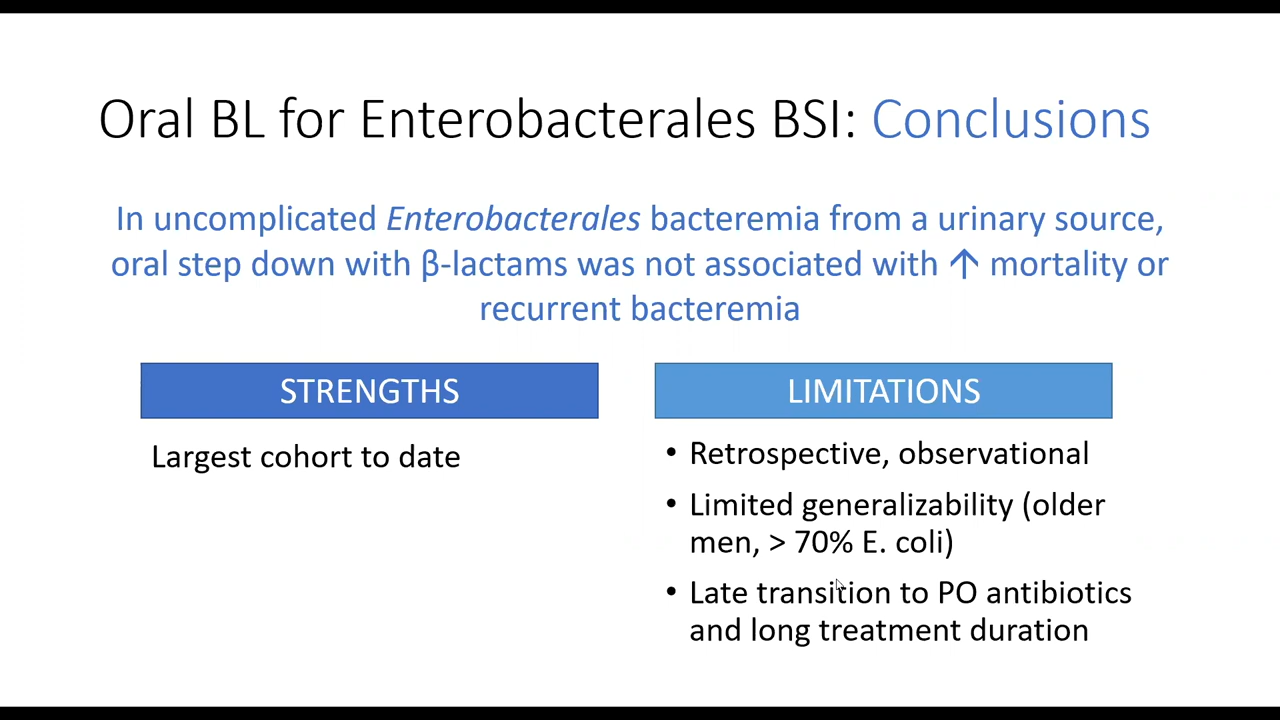 Oral BL for Enterobacterales BSI: Conclusions
In uncomplicated Enterobacterales bacteremia from a urinary source,
oral step down with β-lactams was not associated with ↑ mortality or
recurrent bacteremia
STRENGTHS
Largest cohort to date
LIMITATIONS
• Retrospective, observational
• Limited generalizability (older
men, > 70% E. coli)
• Late transition to PO antibiotics
and long treatment duration